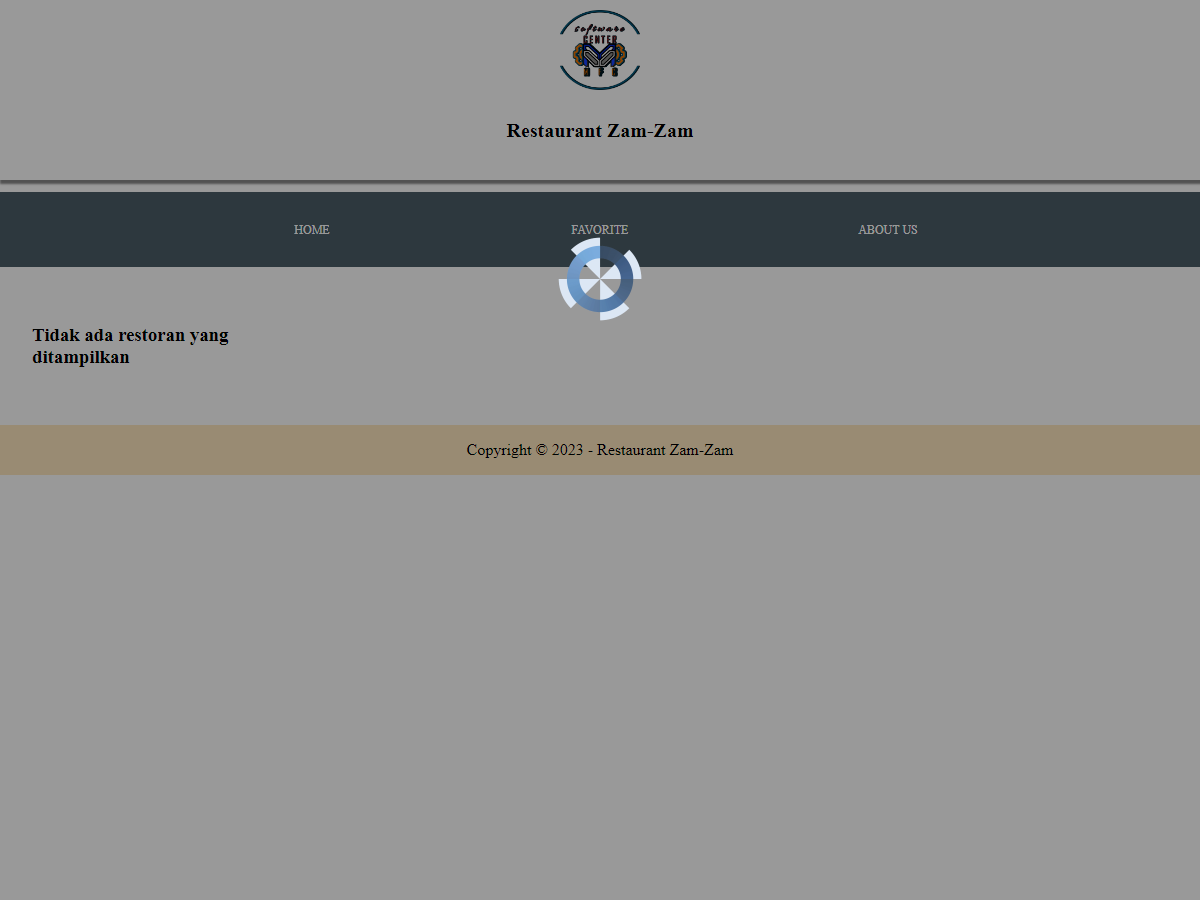 software
CENTER
M F S
Restaurant Zam-Zam
HOME
FAVORITE
ABOUT US
Tidak ada restoran yang
ditampilkan
Copyright © 2023 - Restaurant Zam-Zam